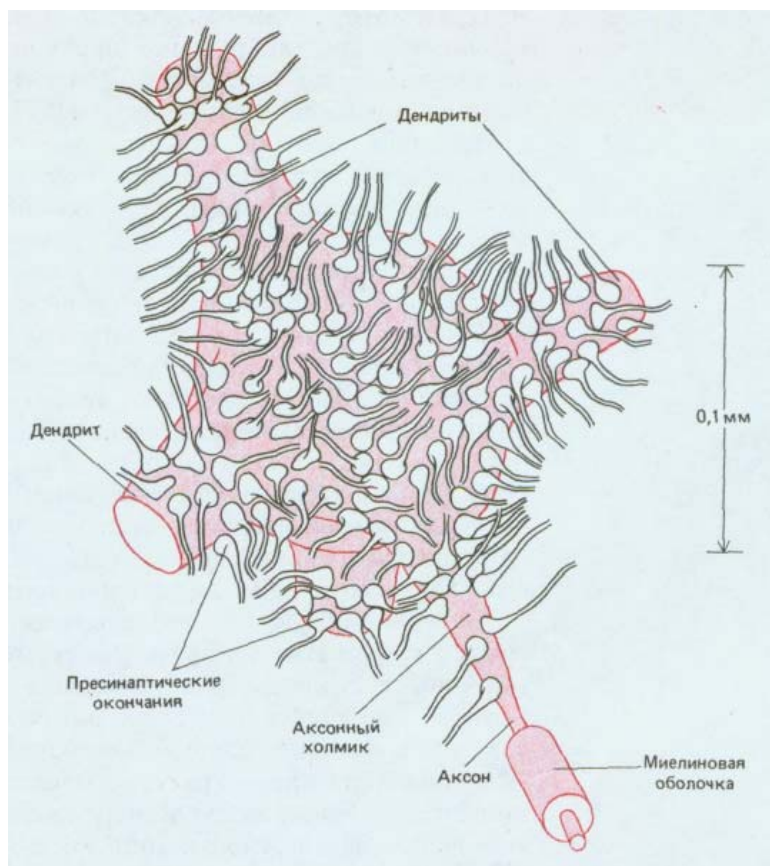 Дендриты
0,1 мм
Дендрит
Пресинаптические
окончания
Аксонный
холмик
Аксон
Миелиновая
оболочка